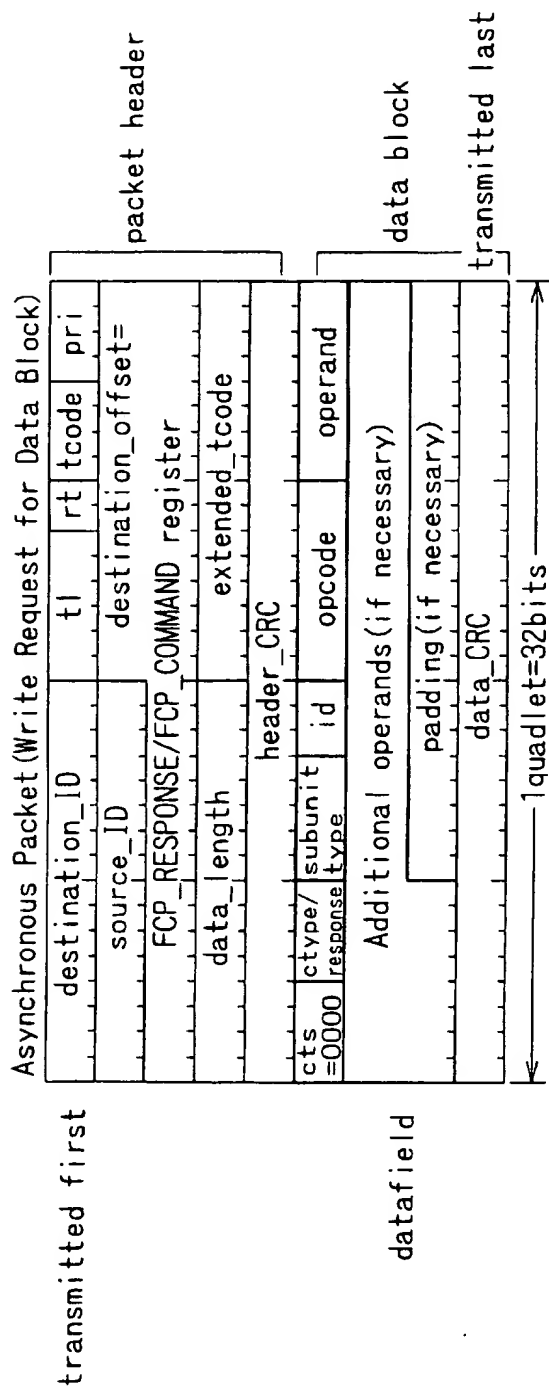 Asynchronous Packet(Write Request for Data Block)
transmitted first
destination_ID tl rt tcode pri
source_ID destination_offset=
FCP_RESPONSE/FCP_COMMAND register
data_length extended_tcode
header_CRC
packet header
cts =0000 ctype/ response subunit type id opcode operand
Additional operands(if necessary)
padding(if necessary)
data_CRC
datafield
data block
transmitted last
1quadlet=32bits